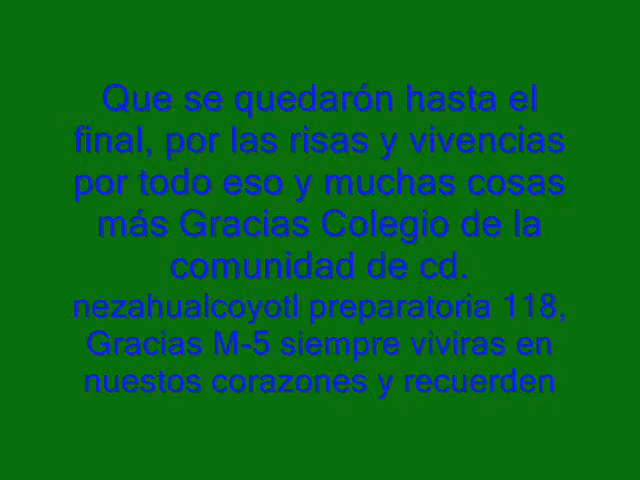 Que se quedarón hasta el
final, por las risas y vivencias
por todo eso y muchas cosas
más Gracias Colegio de la
comunidad de cd.
nezahualcoyotl preparatoria 118,
Gracias M-5 siempre viviras en
nuestos corazones y recuerden